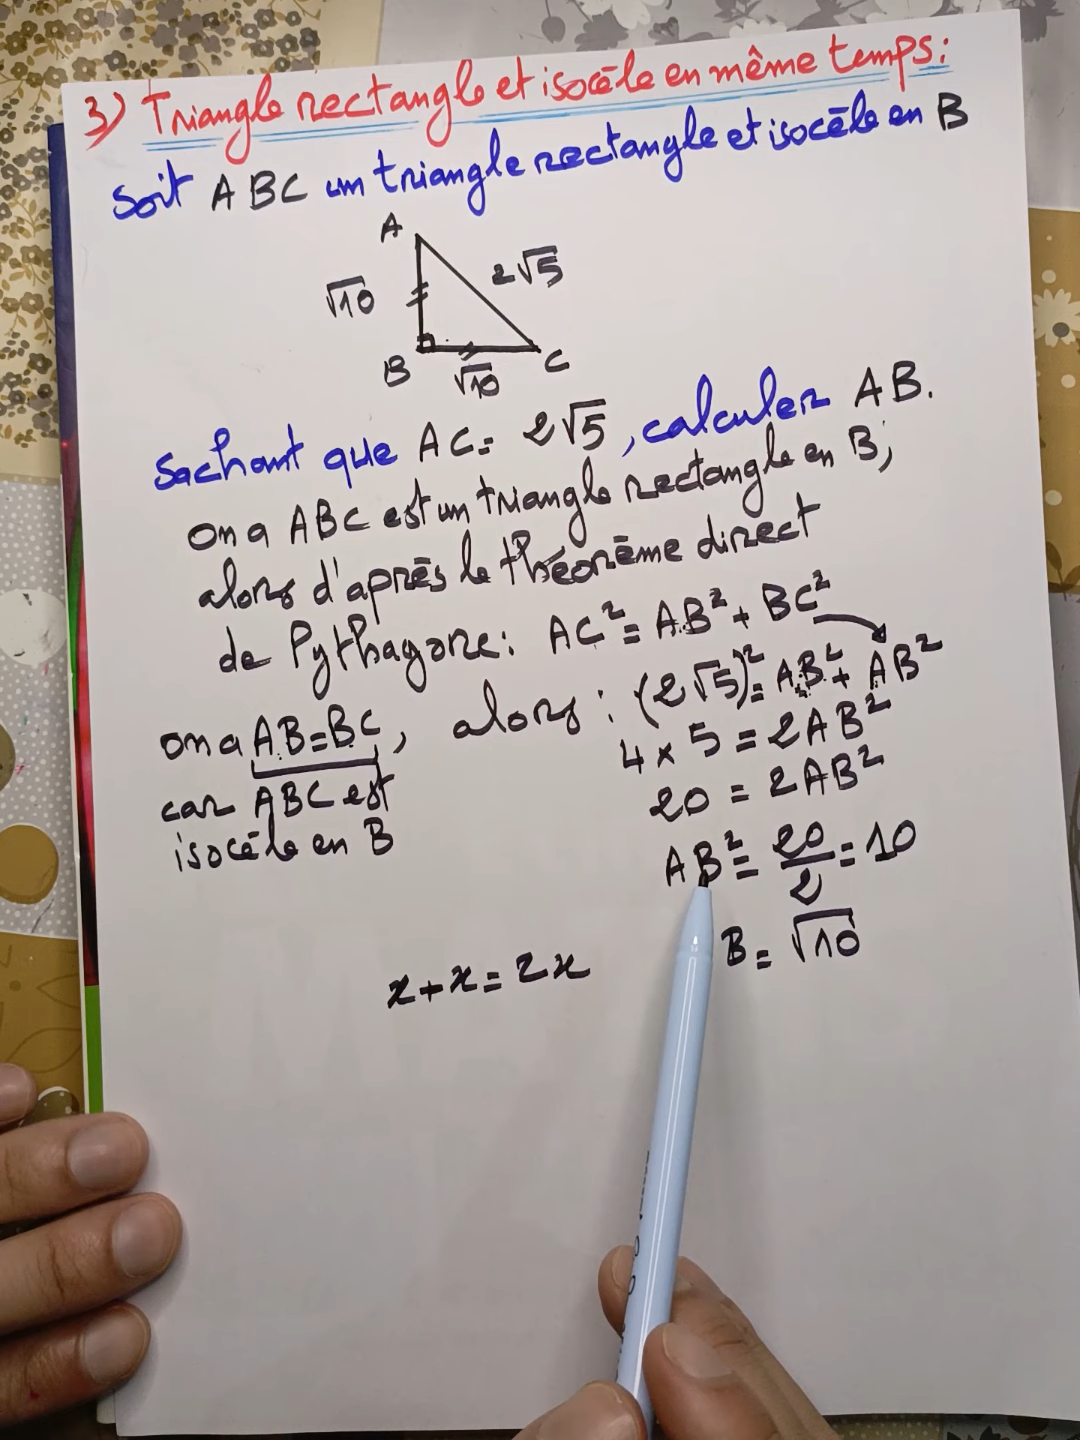 3) Triangle rectangle et isocèle en même temps:
Soit ABC un triangle rectangle et isocèle en B
A
√10
2√5
B
√10
C
Sachant que AC = 2√5, calculer AB.
on a ABC est un triangle rectangle en B,
alors d'après le théorème direct
de Pythagore: AC² = AB² + BC²
on a AB=BC, alors: (2√5)² = AB² + AB²
car ABC est
isocèle en B
4 × 5 = 2AB²
20 = 2AB²
AB² = 20/2 = 10
B = √10
x + x = 2x